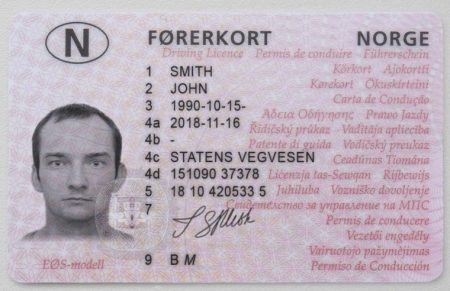 N FØRERKORT NORGE
Driving Licence Permis de conduire Führerschein
1 SMITH Körkort Ajokortti
2 JOHN Kørekort Ökuskírteini
3 1990-10-15- Carta de Condução
Άδεια Οδήγησης Prawo Jazdy
4a 2018-11-16 Řidičský průkaz Vadītāja apliecība
4b - Patente di guida Vodičský preukaz
4c STATENS VEGVESEN Ceadúnas Tiomána
4d 151090 37378 Liċenzja tas-Sewqan Rijbewijs
5 18 10 420533 5 Juhiluba Vozniško dovoljenje
7 Свидетелство за управление на МПС
Permis de conducere
Vezetői engedély
Vairuotojo pažymėjimas
EØS-modell 9 BM Permiso de Conducción